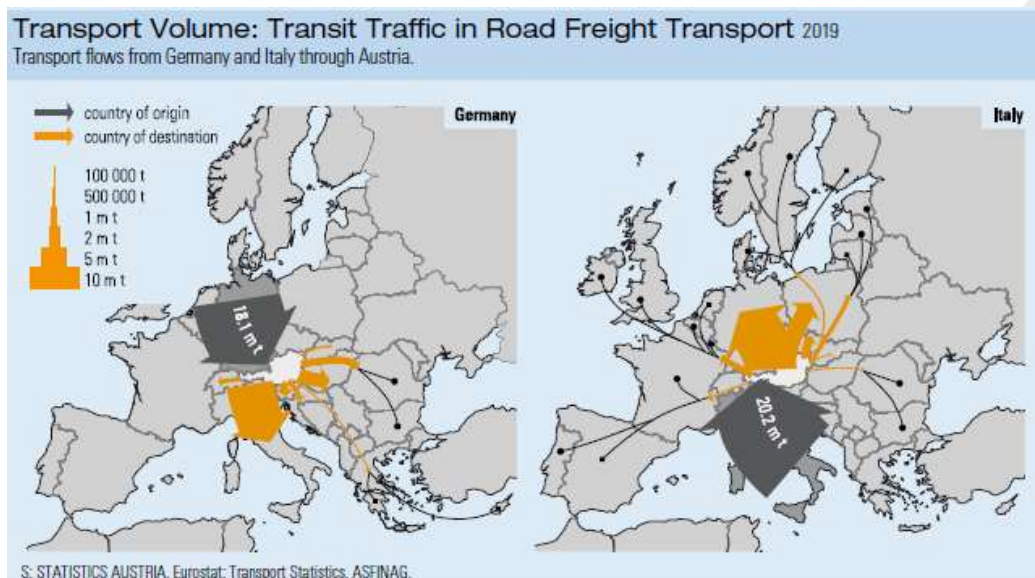 Transport Volume: Transit Traffic in Road Freight Transport 2019
Transport flows from Germany and Italy through Austria.
country of origin
country of destination
Germany
Italy
100 000 t
500 000 t
1 m t
2 m t
5 m t
10 m t
18.1 m t
20.2 m t
S: STATISTICS AUSTRIA, Eurostat: Transport Statistics, ASFINAG.